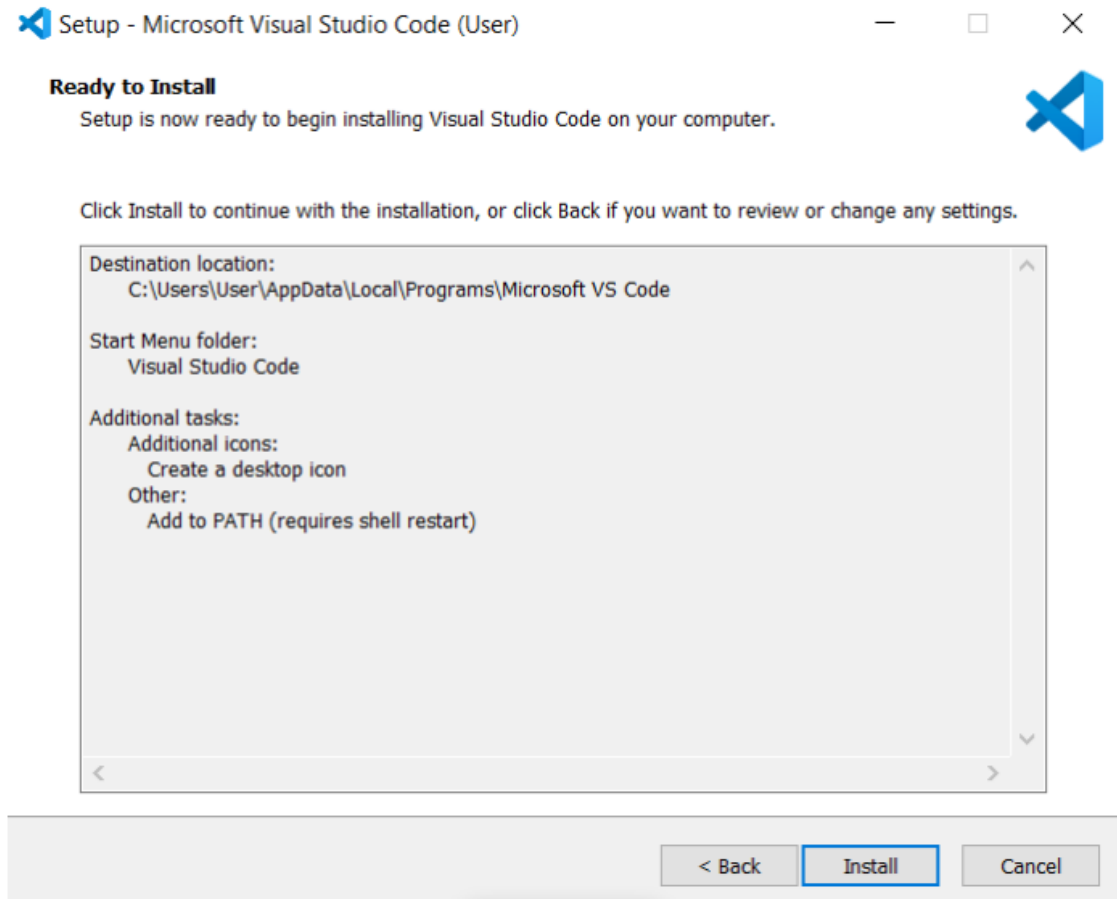 Setup - Microsoft Visual Studio Code (User)
Ready to Install
Setup is now ready to begin installing Visual Studio Code on your computer.
Click Install to continue with the installation, or click Back if you want to review or change any settings.
Destination location:
C:\Users\User\AppData\Local\Programs\Microsoft VS Code
Start Menu folder:
Visual Studio Code
Additional tasks:
Additional icons:
Create a desktop icon
Other:
Add to PATH (requires shell restart)
< Back Install Cancel